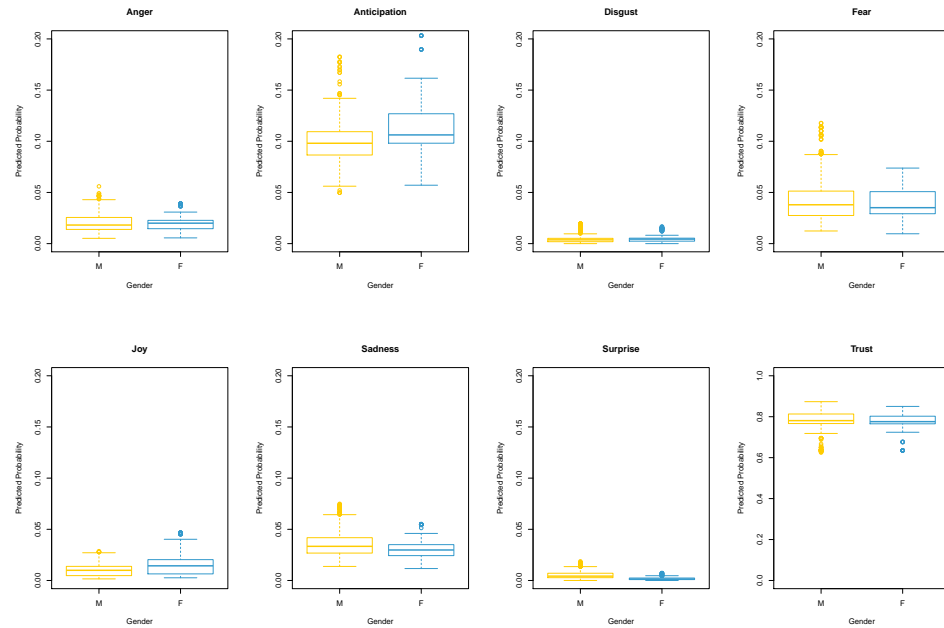 Anger
Predicted Probability
0.00
0.05
0.10
0.15
0.20
M
F
Gender
Anticipation
Predicted Probability
0.00
0.05
0.10
0.15
0.20
M
F
Gender
Disgust
Predicted Probability
0.00
0.05
0.10
0.15
0.20
M
F
Gender
Fear
Predicted Probability
0.00
0.05
0.10
0.15
0.20
M
F
Gender
Joy
Predicted Probability
0.00
0.05
0.10
0.15
0.20
M
F
Gender
Sadness
Predicted Probability
0.00
0.05
0.10
0.15
0.20
M
F
Gender
Surprise
Predicted Probability
0.00
0.05
0.10
0.15
0.20
M
F
Gender
Trust
Predicted Probability
0.0
0.2
0.4
0.6
0.8
1.0
M
F
Gender